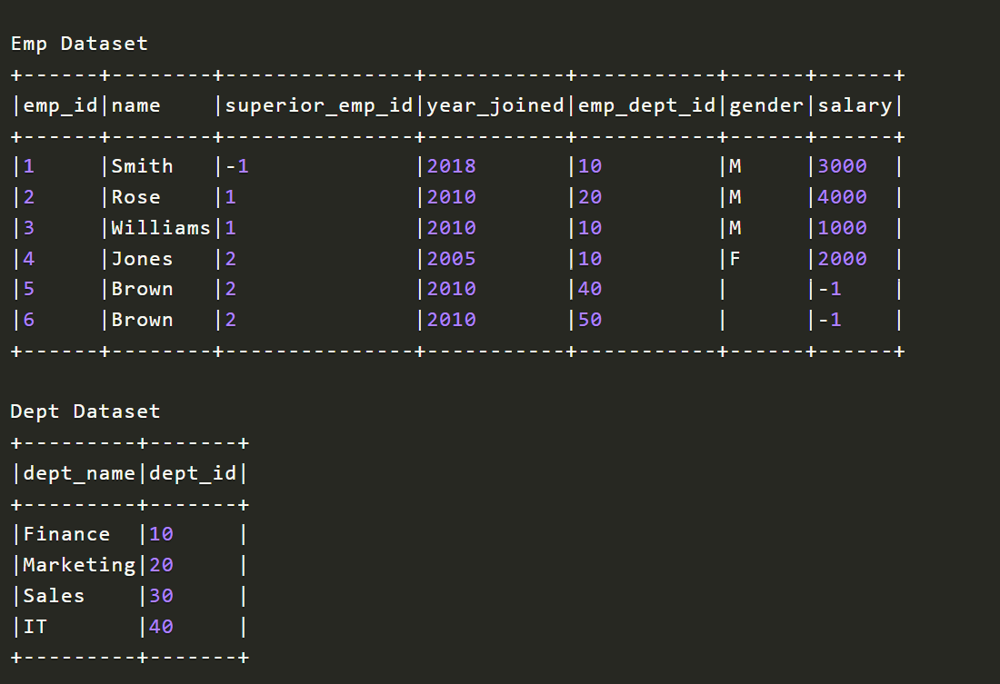 Emp Dataset
+------+--------+---------------+-----------+-----------+------+------+
|emp_id|name    |superior_emp_id|year_joined|emp_dept_id|gender|salary|
+------+--------+---------------+-----------+-----------+------+------+
|1     |Smith   |-1             |2018       |10         |M     |3000  |
|2     |Rose    |1              |2010       |20         |M     |4000  |
|3     |Williams|1              |2010       |10         |M     |1000  |
|4     |Jones   |2              |2005       |10         |F     |2000  |
|5     |Brown   |2              |2010       |40         |      |-1    |
|6     |Brown   |2              |2010       |50         |      |-1    |
+------+--------+---------------+-----------+-----------+------+------+
Dept Dataset
+---------+-------+
|dept_name|dept_id|
+---------+-------+
|Finance  |10     |
|Marketing|20     |
|Sales    |30     |
|IT       |40     |
+---------+-------+